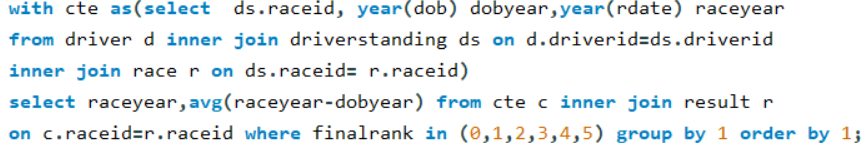 with cte as(select  ds.raceid, year(dob) dobyear,year(rdate) raceyear
from driver d inner join driverstanding ds on d.driverid=ds.driverid
inner join race r on ds.raceid= r.raceid)
select raceyear,avg(raceyear-dobyear) from cte c inner join result r
on c.raceid=r.raceid where finalrank in (0,1,2,3,4,5) group by 1 order by 1;